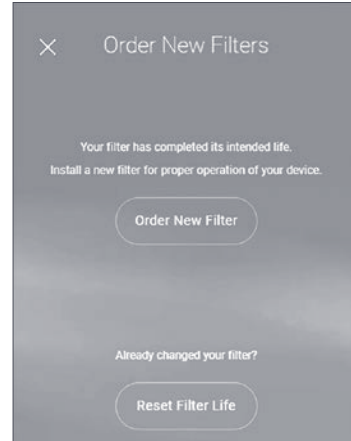 Order New Filters
Your filter has completed its intended life.
Install a new filter for proper operation of your device.
Order New Filter
Already changed your filter?
Reset Filter Life